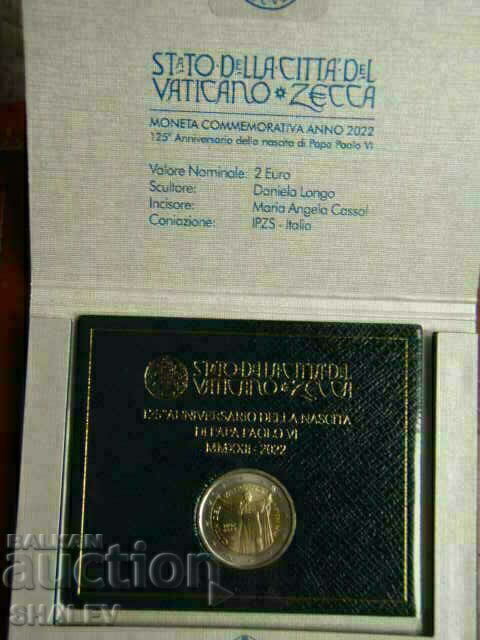 STATO DELLA CITTÀ DEL
VATICANO ZECCA
MONETA COMMEMORATIVA ANNO 2022
125° Anniversario della nascita di Papa Paolo VI
Valore Nominale: 2 Euro
Scultore: Daniela Longo
Incisore: Maria Angela Cassol
Coniazione: IPZS - Italia
STATO DELLA CITTÀ DEL
VATICANO ZECCA
125° ANNIVERSARIO DELLA NASCITA
DI PAPA PAOLO VI
MMXXII - 2022
BALKAN
auction
SHALEV